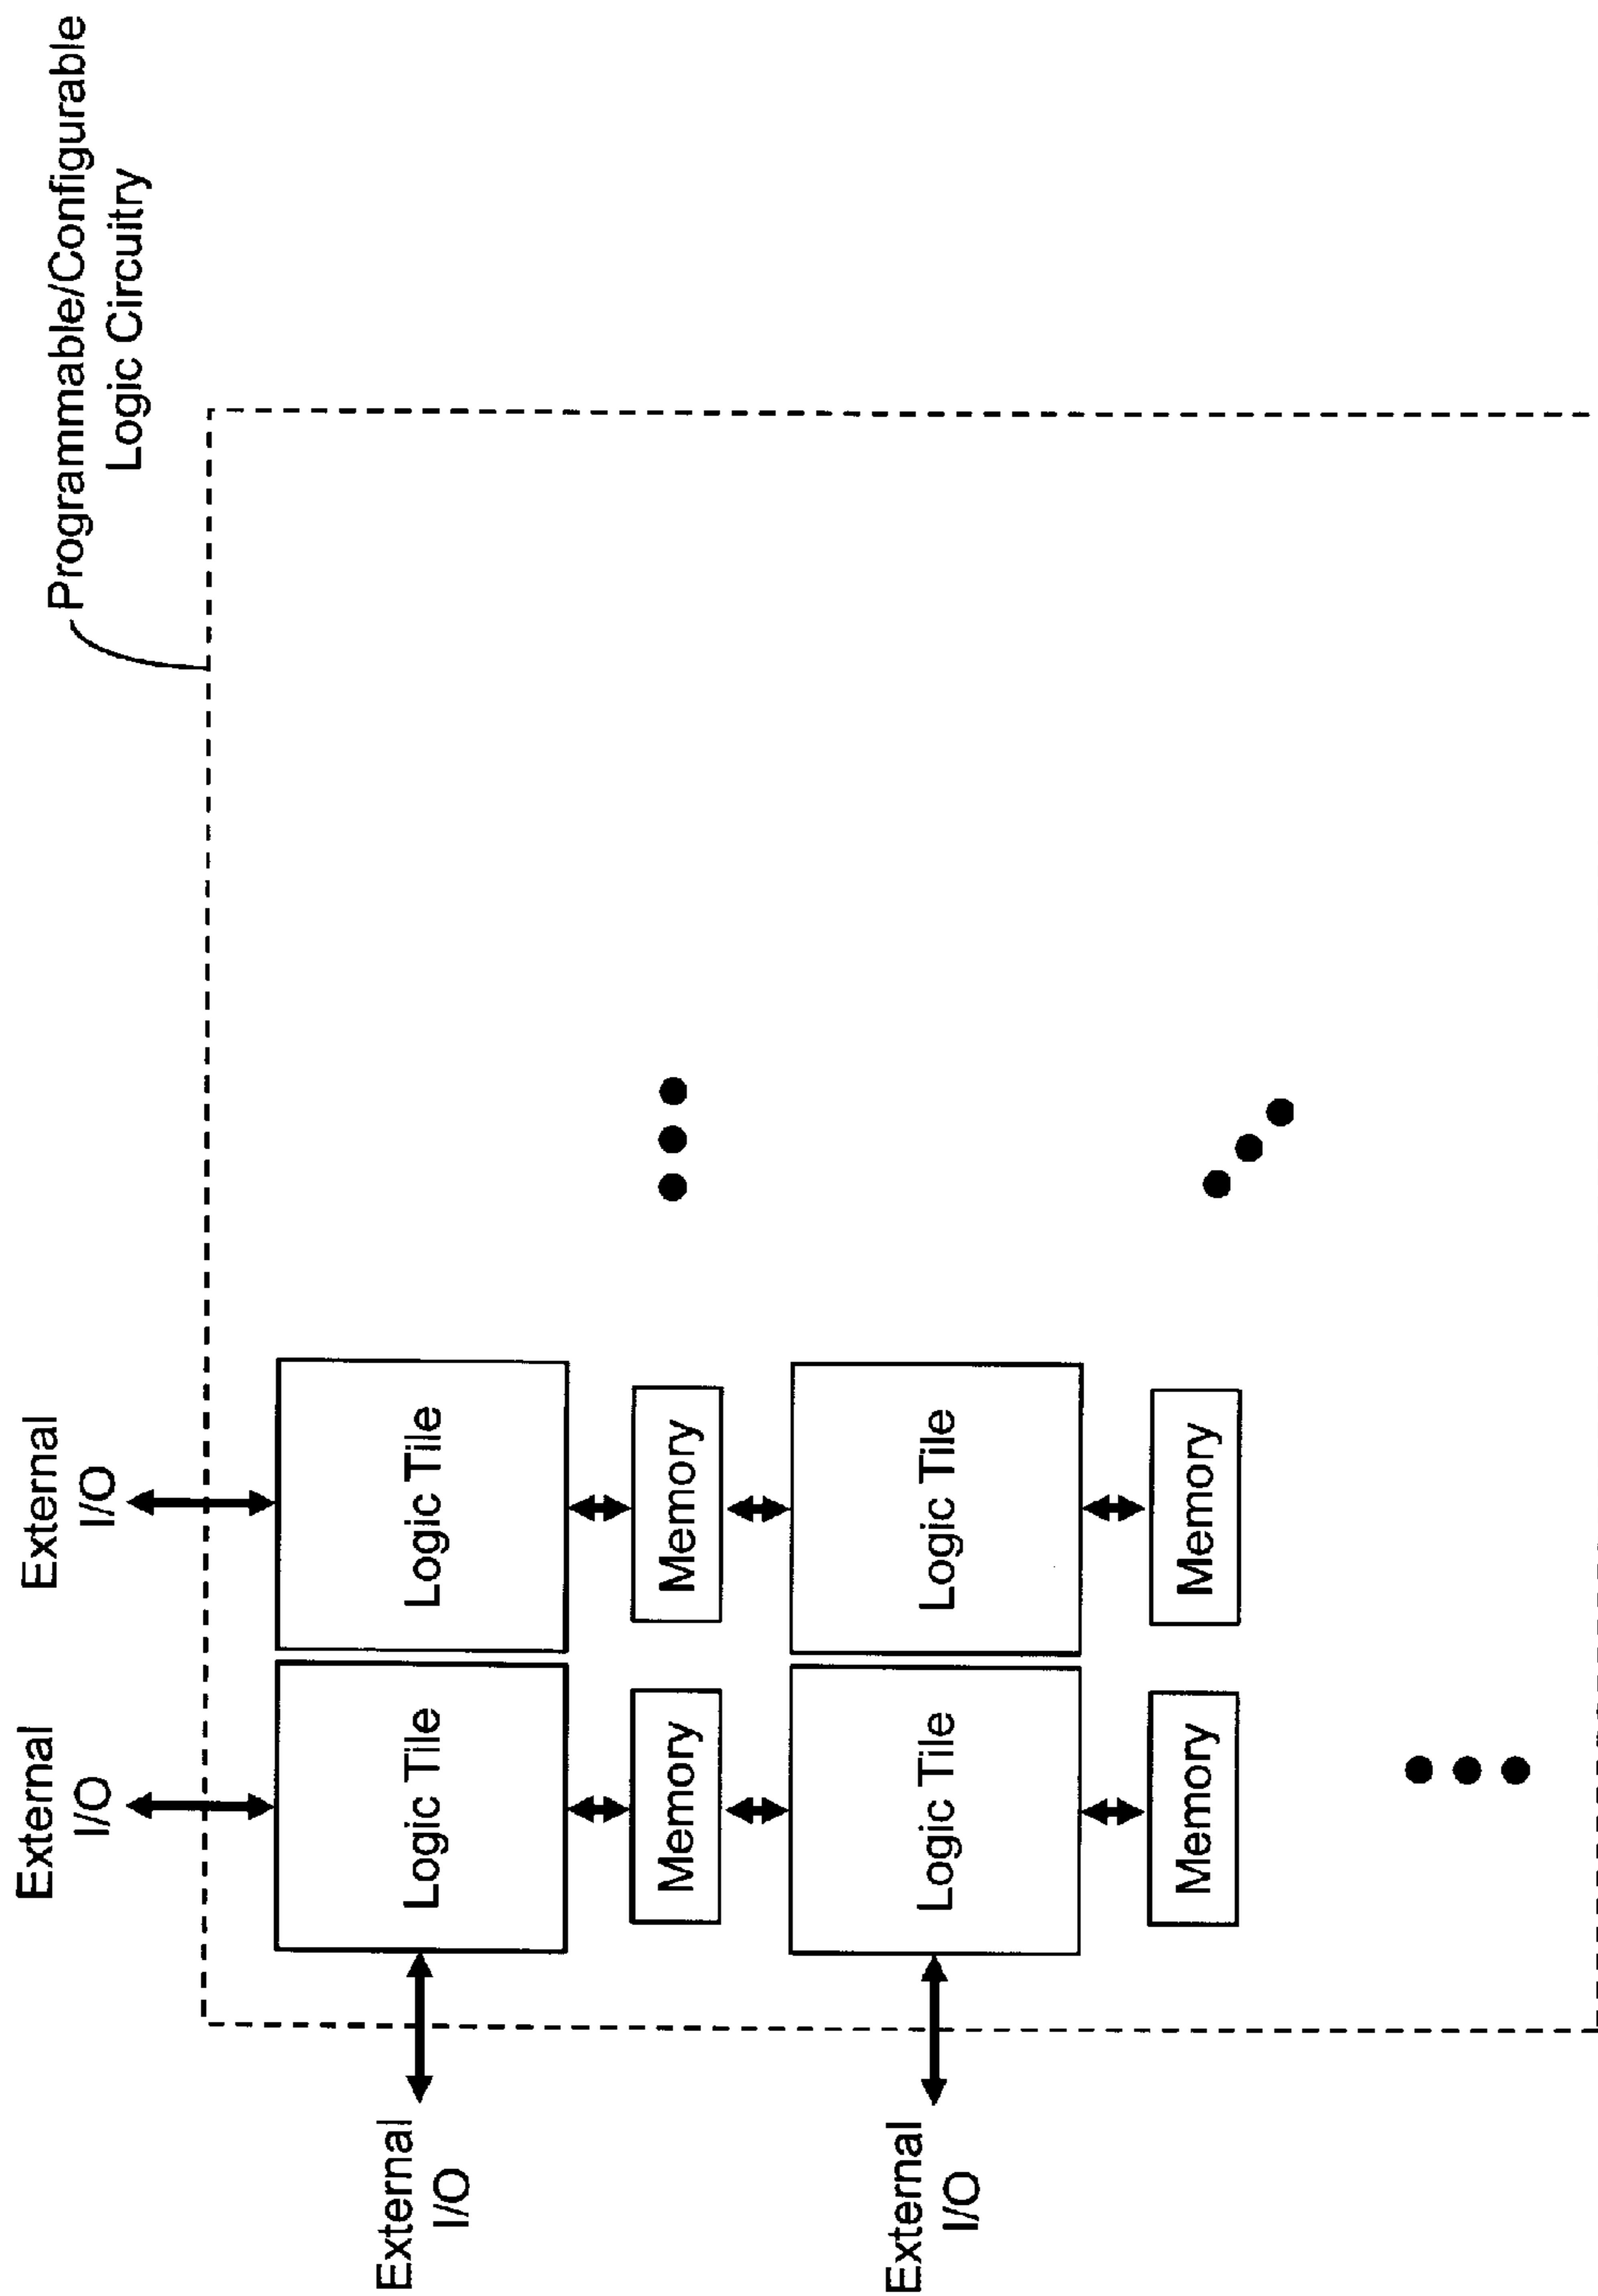 Programmable/Configurable
Logic Circuitry
External
I/O
External
I/O
External
I/O
Logic Tile
Logic Tile
Memory
Memory
External
I/O
Logic Tile
Logic Tile
Memory
Memory